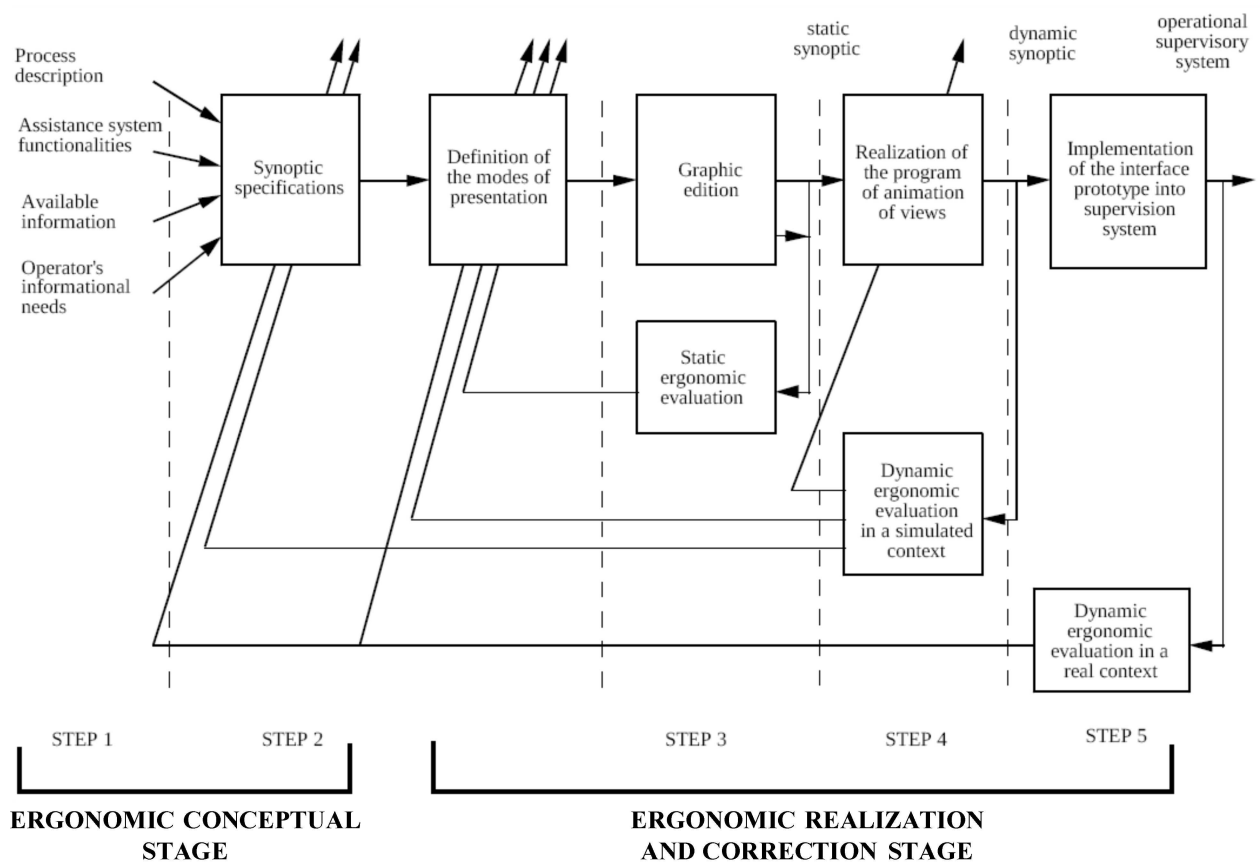 Process
description
Assistance system
functionalities
Available
information
Operator's
informational
needs
Synoptic
specifications
Definition of
the modes of
presentation
Graphic
edition
static
synoptic
Realization of
the program
of animation
of views
dynamic
synoptic
Implementation
of the interface
prototype into
supervision
system
operational
supervisory
system
Static
ergonomic
evaluation
Dynamic
ergonomic
evaluation
in a simulated
context
Dynamic
ergonomic
evaluation in a
real context
STEP 1
STEP 2
STEP 3
STEP 4
STEP 5
ERGONOMIC CONCEPTUAL
STAGE
ERGONOMIC REALIZATION
AND CORRECTION STAGE